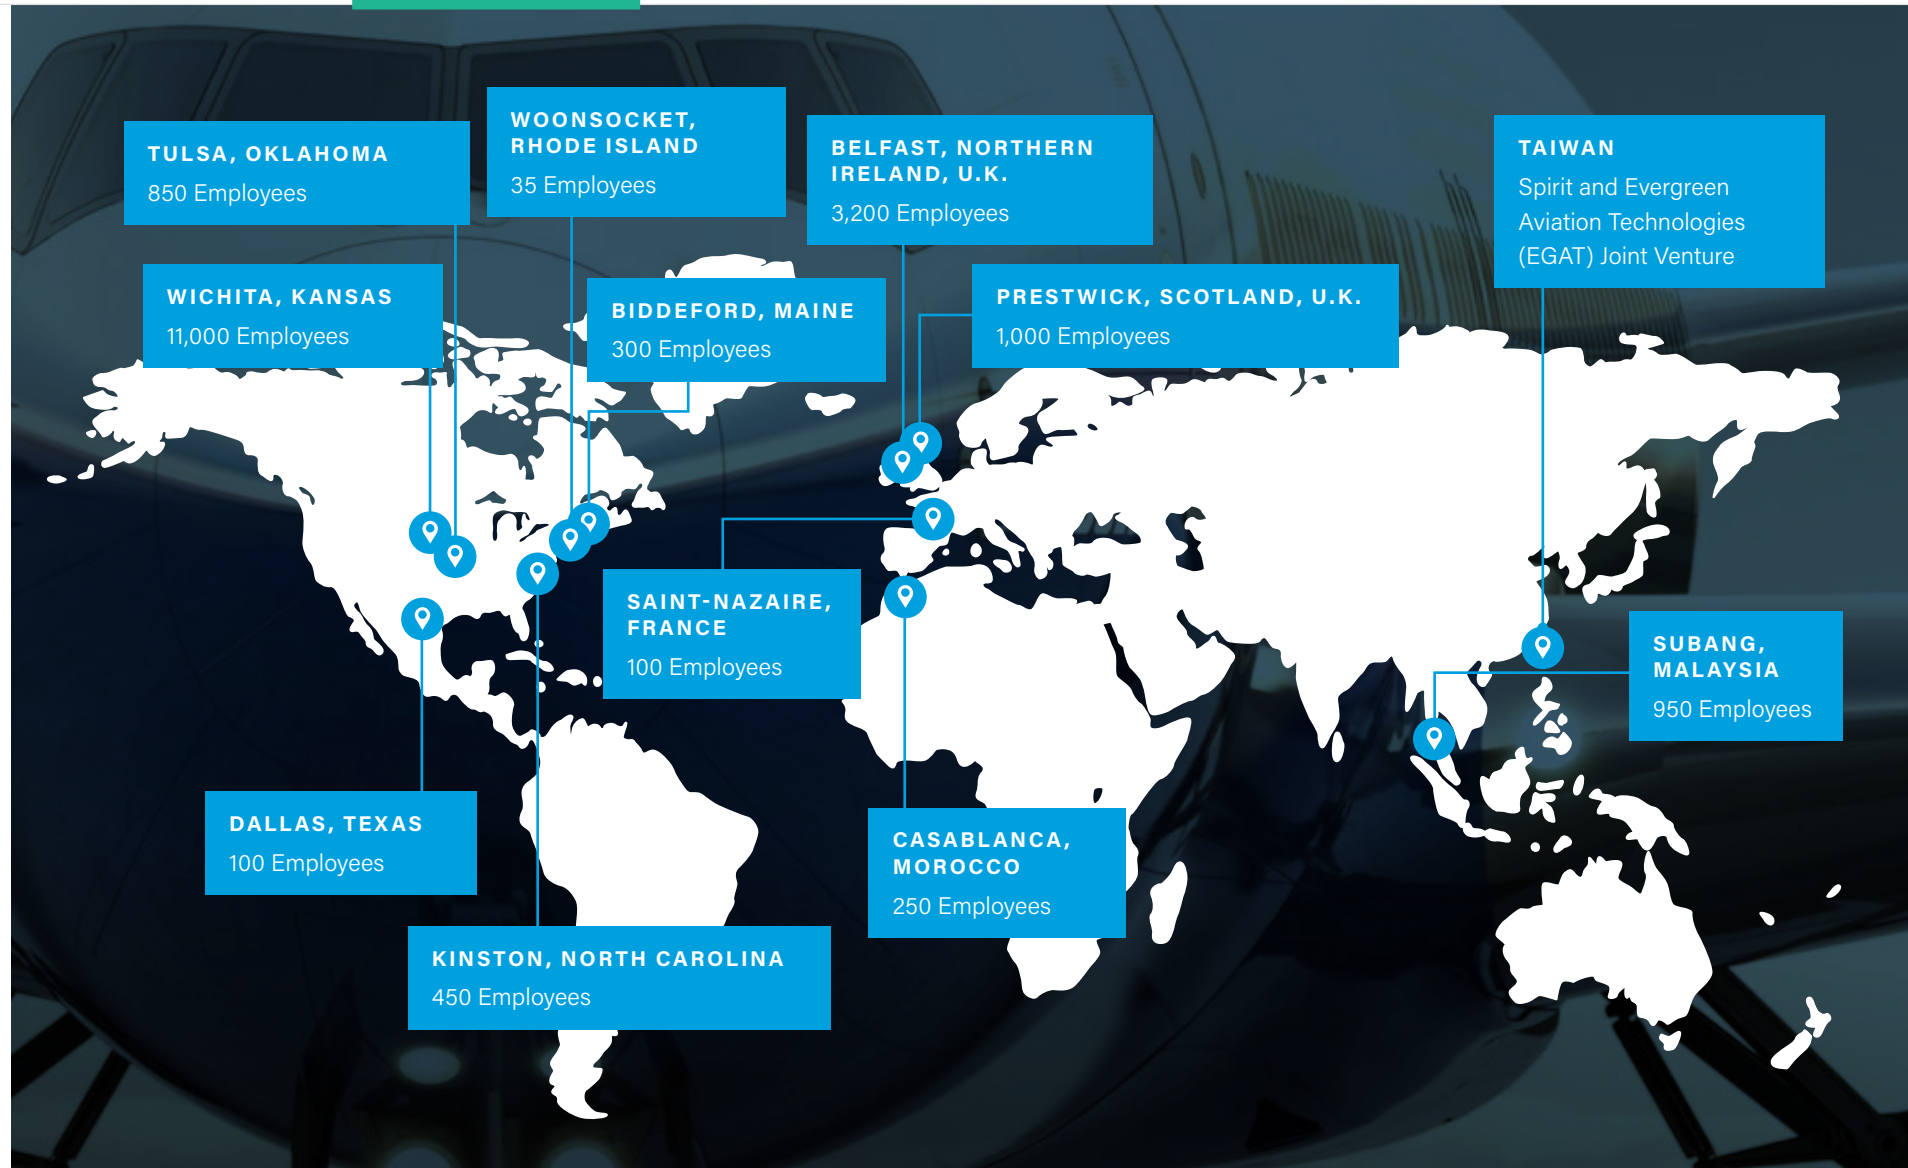 TULSA, OKLAHOMA
850 Employees
WOONSOCKET,
RHODE ISLAND
35 Employees
BELFAST, NORTHERN
IRELAND, U.K.
3,200 Employees
TAIWAN
Spirit and Evergreen
Aviation Technologies
(EGAT) Joint Venture
WICHITA, KANSAS
11,000 Employees
BIDDEFORD, MAINE
300 Employees
PRESTWICK, SCOTLAND, U.K.
1,000 Employees
SAINT-NAZAIRE,
FRANCE
100 Employees
SUBANG,
MALAYSIA
950 Employees
DALLAS, TEXAS
100 Employees
CASABLANCA,
MOROCCO
250 Employees
KINSTON, NORTH CAROLINA
450 Employees